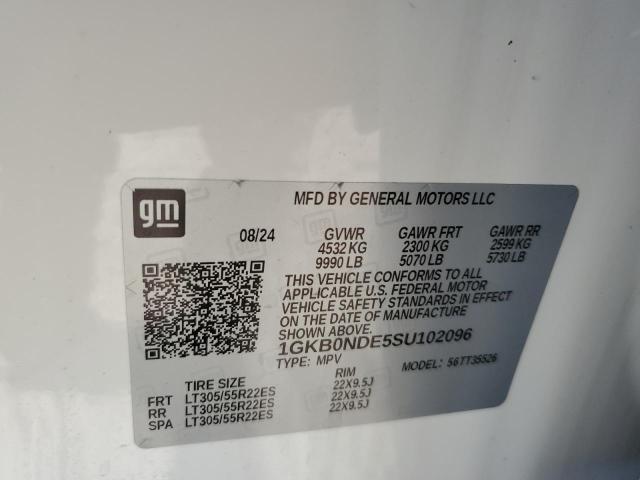 gm
MFD BY GENERAL MOTORS LLC
08/24 GVWR GAWR FRT GAWR RR
4532 KG 2300 KG 2599 KG
9990 LB 5070 LB 5730 LB
THIS VEHICLE CONFORMS TO ALL
APPLICABLE U.S. FEDERAL MOTOR
VEHICLE SAFETY STANDARDS IN EFFECT
ON THE DATE OF MANUFACTURE
SHOWN ABOVE.
1GKB0NDE5SU102096
TYPE: MPV MODEL: 56TT35526
TIRE SIZE RIM
FRT LT305/55R22ES 22X9.5J
RR LT305/55R22ES 22X9.5J
SPA LT305/55R22ES 22X9.5J